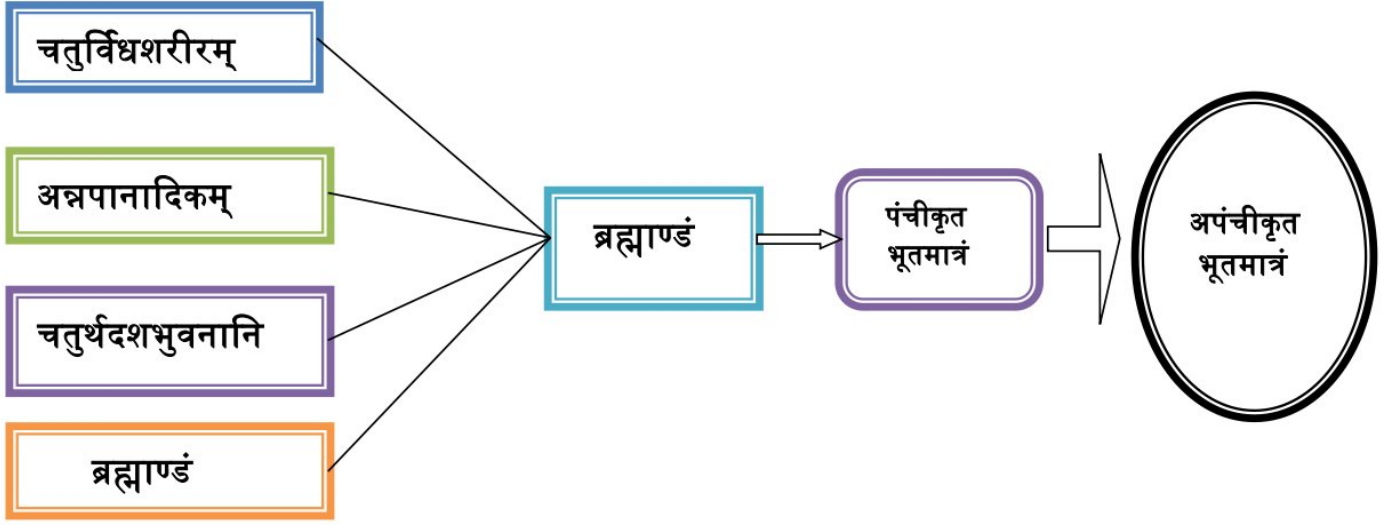 चतुर्विधशरीरम्
अन्नपानादिकम्
चतुर्थदशभुवनानि
ब्रह्माण्डं
ब्रह्माण्डं
पंचीकृत
भूतमात्रं
अपंचीकृत
भूतमात्रं